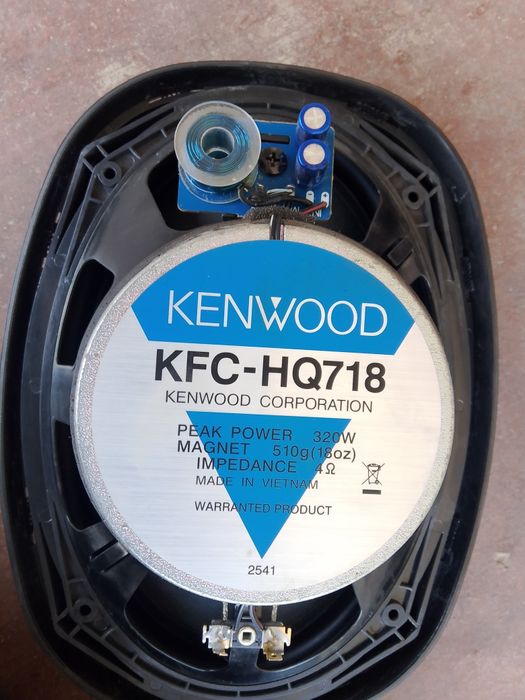 KENWOOD
KFC-HQ718
KENWOOD CORPORATION
PEAK POWER 320W
MAGNET 510g(18oz)
IMPEDANCE 4Ω
MADE IN VIETNAM
WARRANTED PRODUCT
2541